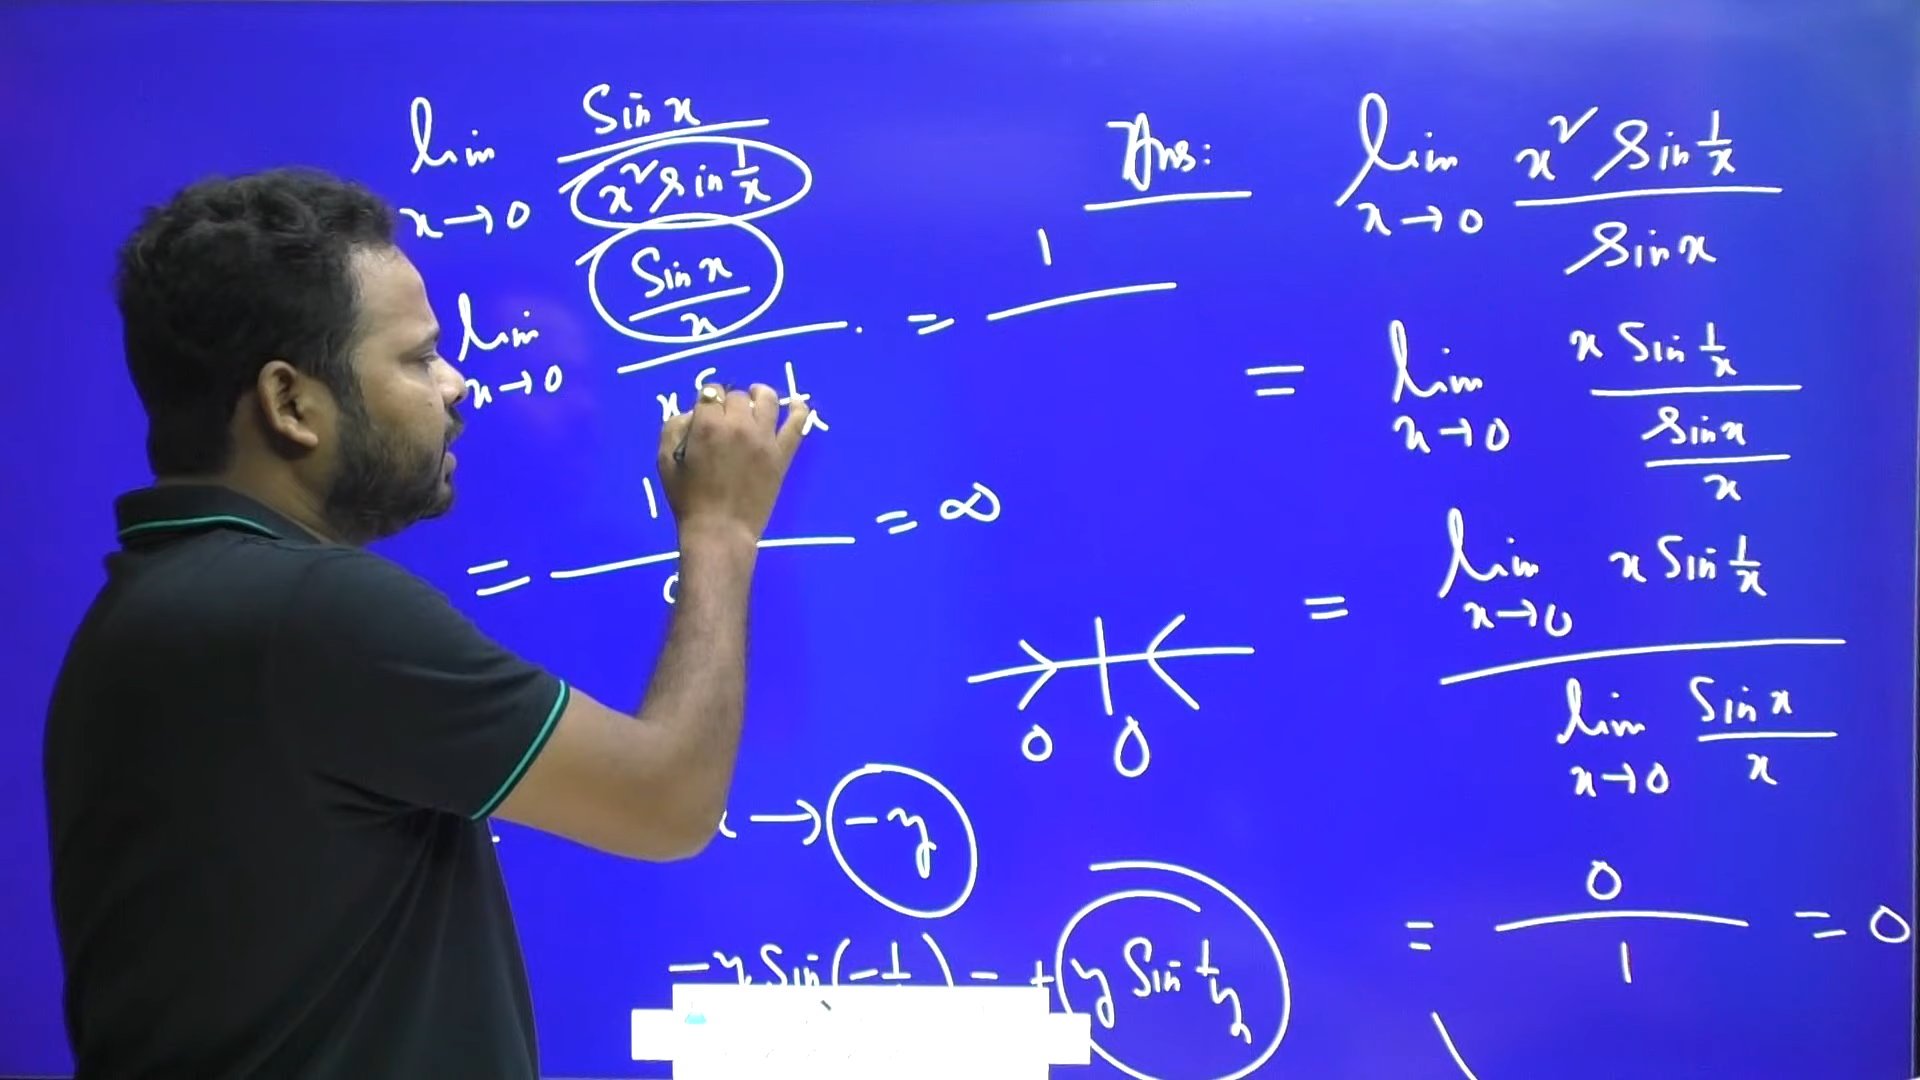 lim x→0 Sin x / x² Sin 1/x
lim x→0 (Sin x / x) / (x Sin 1/x) = 1 /
= 1 / 0 = ∞
0 0
x → -y
-y Sin(-1/y) = + y Sin 1/y
Ans: lim x→0 x² Sin 1/x / Sin x
= lim x→0 x Sin 1/x / (Sin x / x)
= lim x→0 x Sin 1/x / lim x→0 Sin x / x
= 0 / 1 = 0